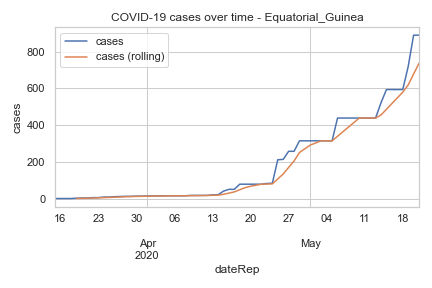 COVID-19 cases over time - Equatorial_Guinea
cases
cases (rolling)
800
600
400
200
0
cases
16 23 30 06 13 20 27 04 11 18
Apr May
2020
dateRep